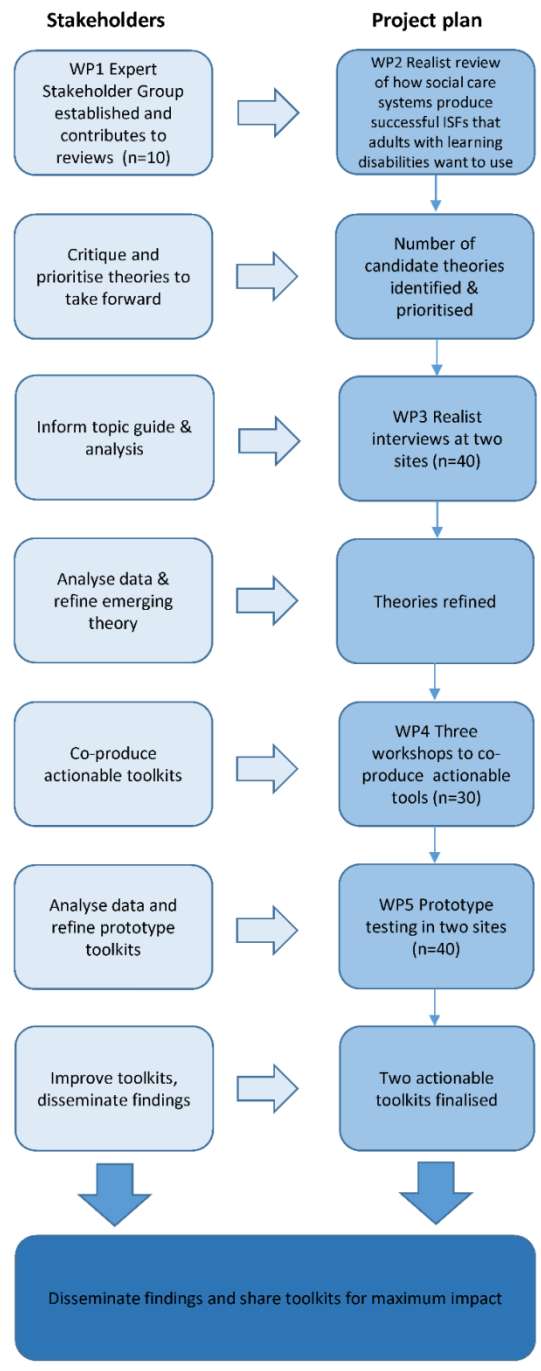 Stakeholders
Project plan
WP1 Expert
Stakeholder Group
established and
contributes to
reviews (n=10)
WP2 Realist review
of how social care
systems produce
successful ISFs that
adults with learning
disabilities want to use
Critique and
prioritise theories to
take forward
Number of
candidate theories
identified &
prioritised
Inform topic guide &
analysis
WP3 Realist
interviews at two
sites (n=40)
Analyse data &
refine emerging
theory
Theories refined
Co-produce
actionable toolkits
WP4 Three
workshops to co-
produce actionable
tools (n=30)
Analyse data and
refine prototype
toolkits
WP5 Prototype
testing in two sites
(n=40)
Improve toolkits,
disseminate findings
Two actionable
toolkits finalised
Disseminate findings and share toolkits for maximum impact